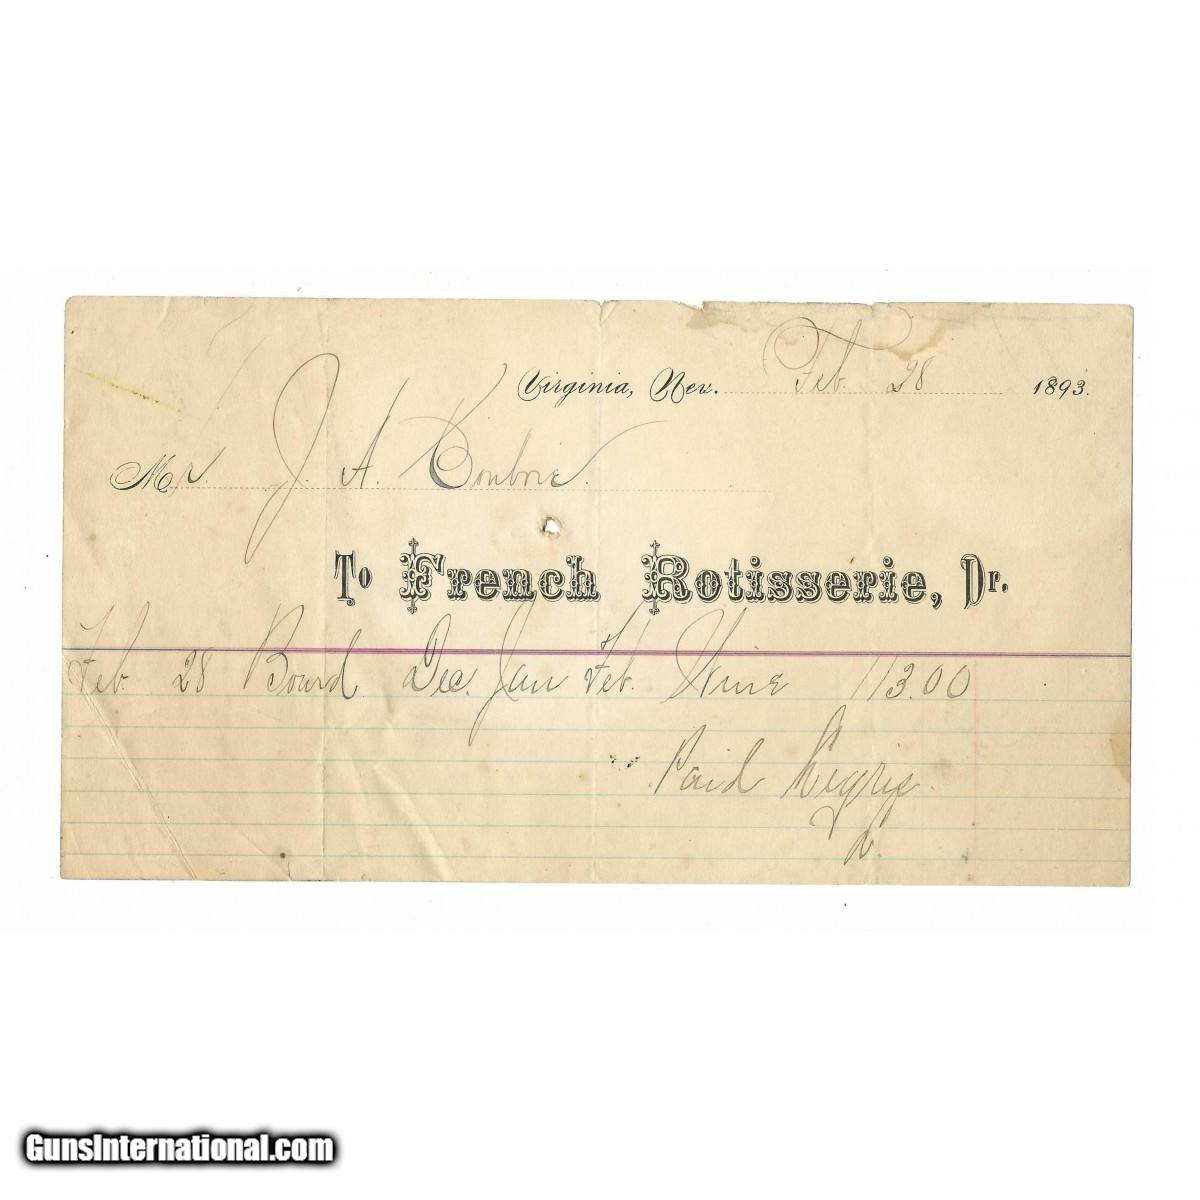 Virginia, Nev. Feb. 28 1893.
Mr. J. A.
To French Rotisserie, Dr.
Feb. 28 Board Dec. Jan Feb. Wine 113.00
Paid
GunsInternational.com